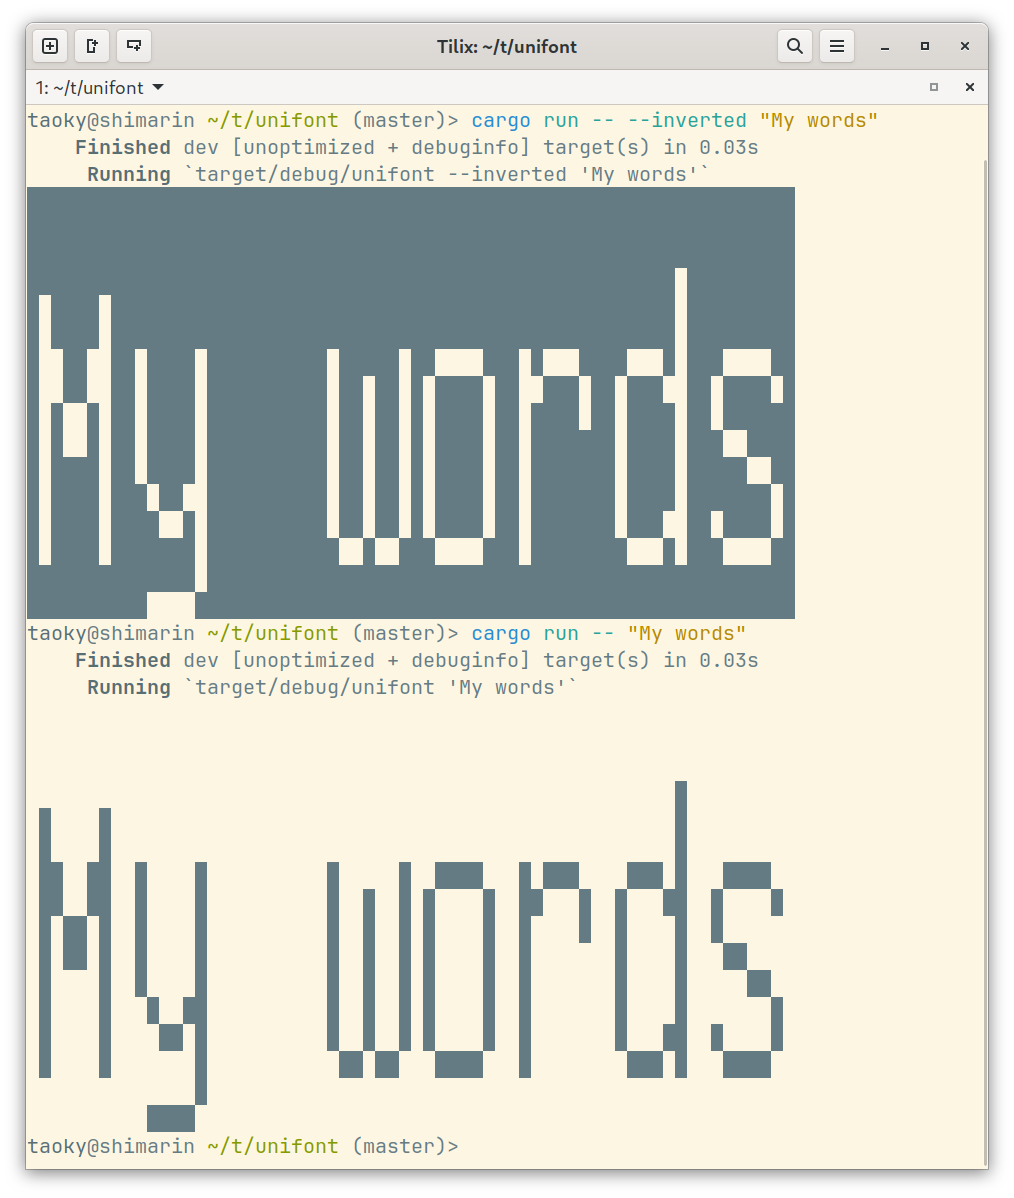 Tilix: ~/t/unifont
1: ~/t/unifont
taoky@shimarin ~/t/unifont (master)> cargo run -- --inverted "My words"
    Finished dev [unoptimized + debuginfo] target(s) in 0.03s
     Running `target/debug/unifont --inverted 'My words'`
My words
taoky@shimarin ~/t/unifont (master)> cargo run -- "My words"
    Finished dev [unoptimized + debuginfo] target(s) in 0.03s
     Running `target/debug/unifont 'My words'`
My words
taoky@shimarin ~/t/unifont (master)>